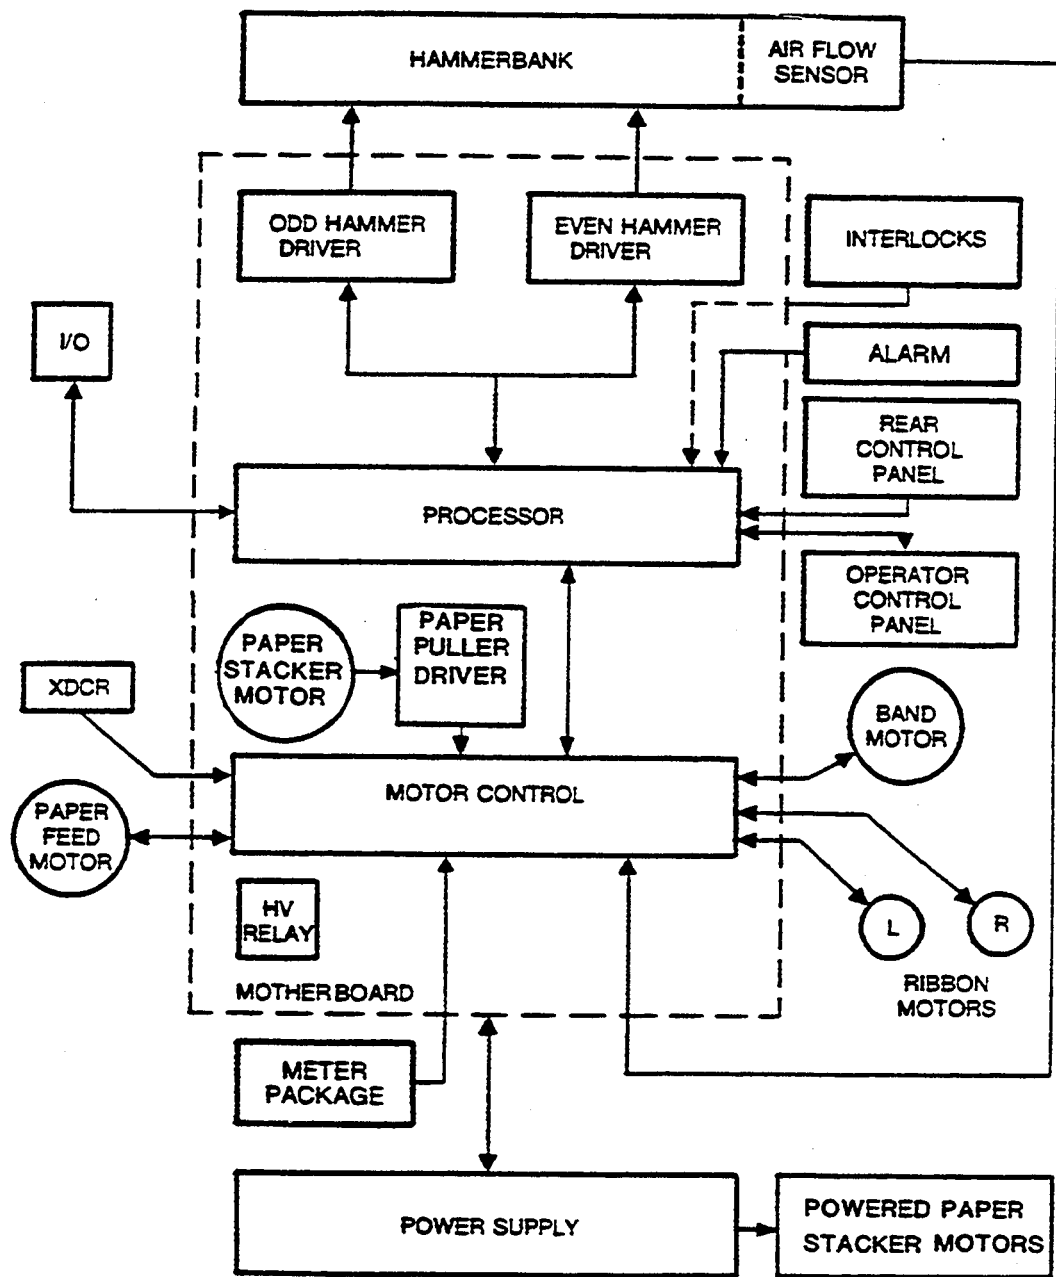 HAMMERBANK
AIR FLOW
SENSOR
ODD HAMMER
DRIVER
EVEN HAMMER
DRIVER
INTERLOCKS
I/O
ALARM
REAR
CONTROL
PANEL
PROCESSOR
OPERATOR
CONTROL
PANEL
PAPER
STACKER
MOTOR
PAPER
PULLER
DRIVER
XDCR
BAND
MOTOR
MOTOR CONTROL
PAPER
FEED
MOTOR
HV
RELAY
L
R
RIBBON
MOTORS
MOTHERBOARD
METER
PACKAGE
POWER SUPPLY
POWERED PAPER
STACKER MOTORS